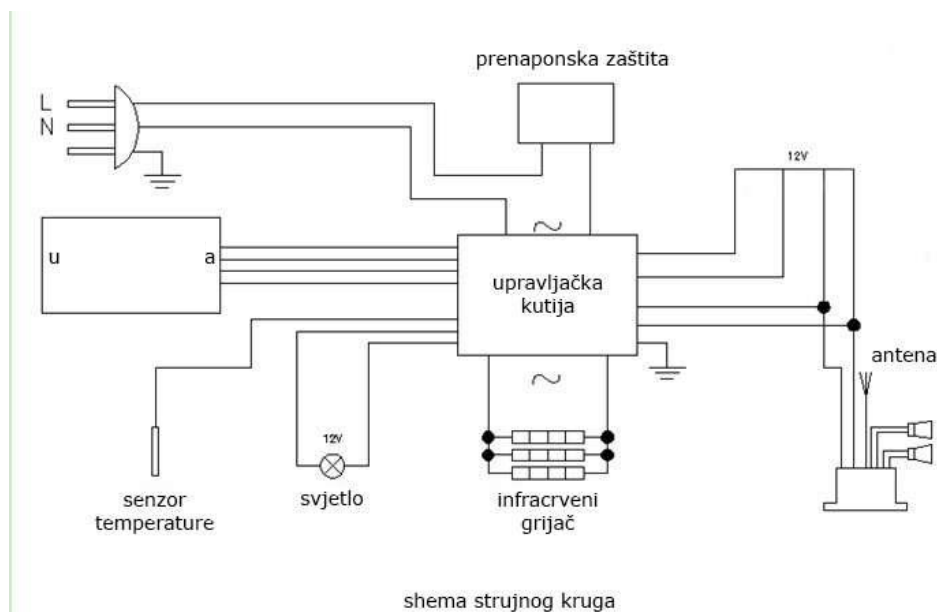 prenaponska zaštita
L
N
12V
u a
upravljačka
kutija
antena
12V
senzor
temperature
svjetlo
infracrveni
grijač
shema strujnog kruga